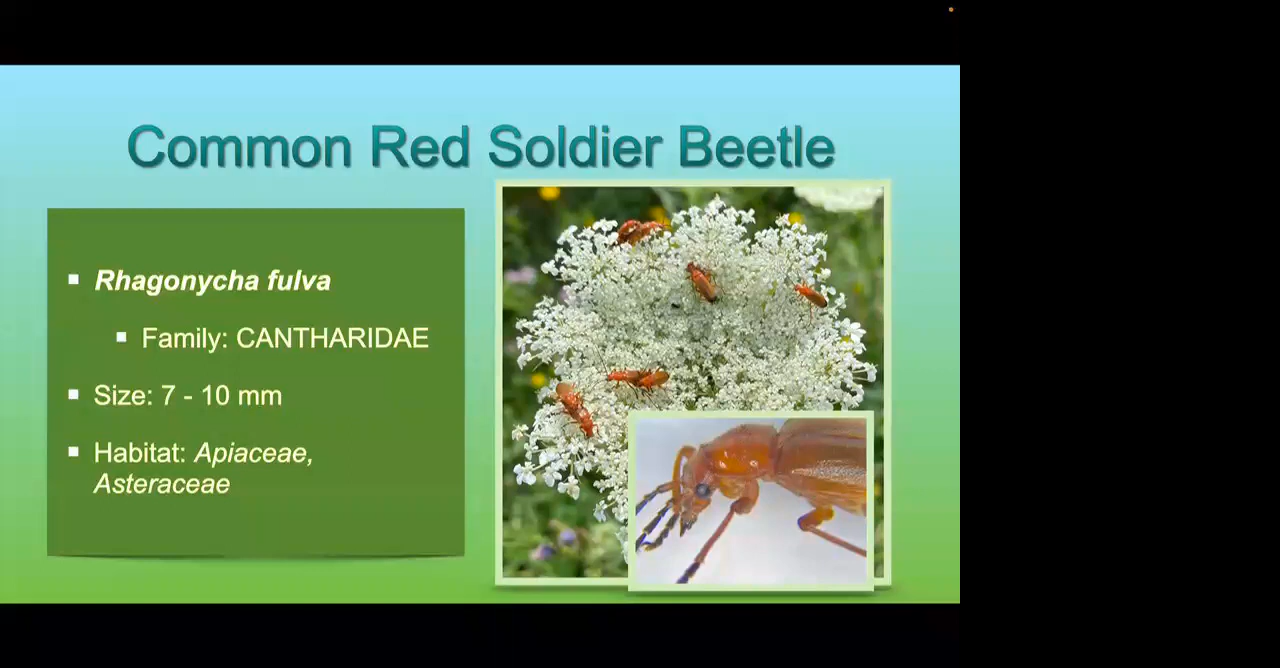 Common Red Soldier Beetle
Rhagonycha fulva
Family: CANTHARIDAE
Size: 7 - 10 mm
Habitat: Apiaceae,
Asteraceae